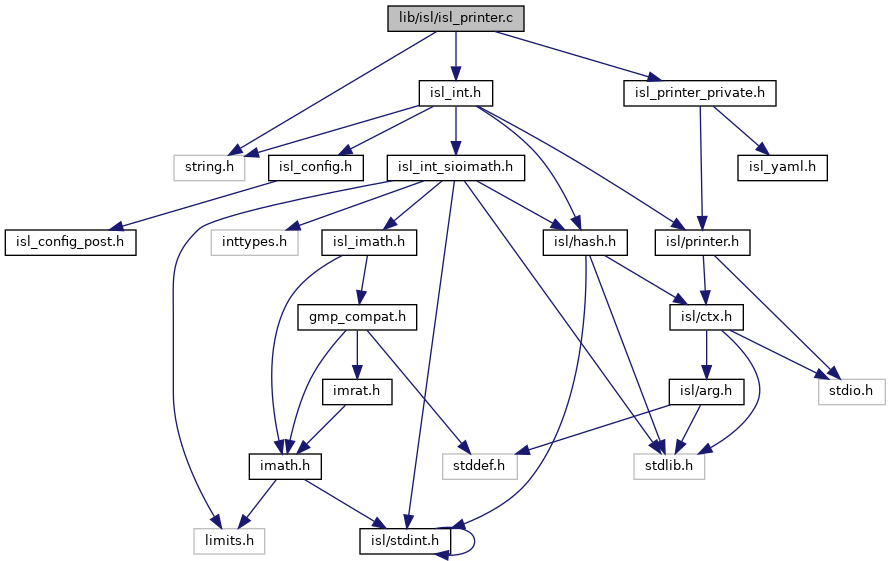 lib/isl/isl_printer.c
isl_int.h
isl_printer_private.h
string.h
isl_config.h
isl_int_sioimath.h
isl_yaml.h
isl_config_post.h
inttypes.h
isl_imath.h
isl/hash.h
isl/printer.h
gmp_compat.h
isl/ctx.h
imrat.h
isl/arg.h
stdio.h
imath.h
stddef.h
stdlib.h
limits.h
isl/stdint.h